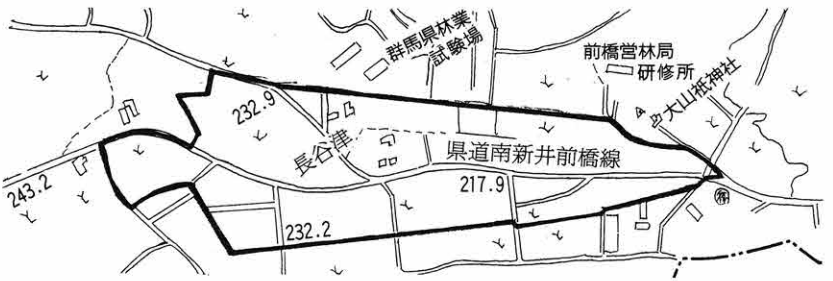 群馬県林業
試験場
前橋営林局
研修所
大山祇神社
232.9
長谷津
県道南新井前橋線
243.2
217.9
232.2